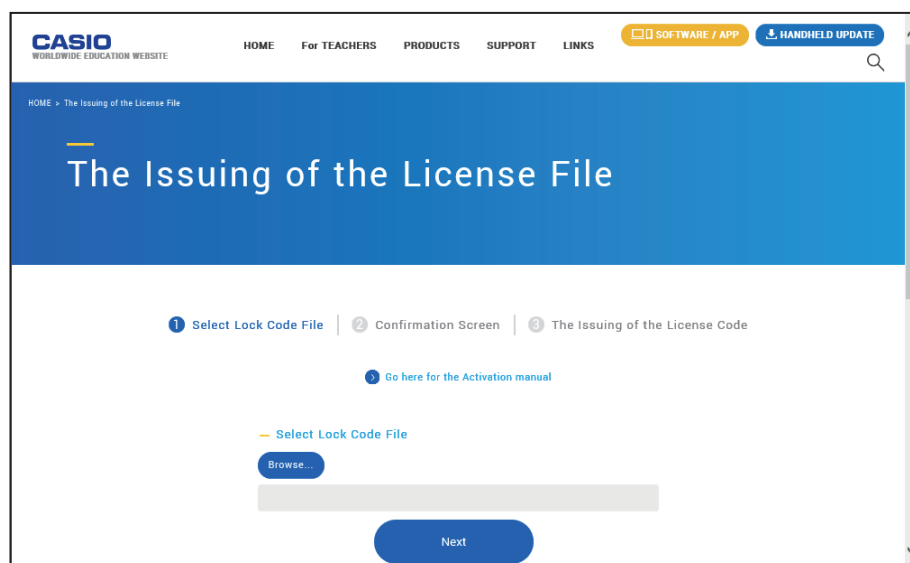 CASIO
WORLDWIDE EDUCATION WEBSITE
HOME For TEACHERS PRODUCTS SUPPORT LINKS
SOFTWARE / APP HANDHELD UPDATE
HOME > The Issuing of the License File
The Issuing of the License File
1 Select Lock Code File 2 Confirmation Screen 3 The Issuing of the License Code
Go here for the Activation manual
Select Lock Code File
Browse...
Next